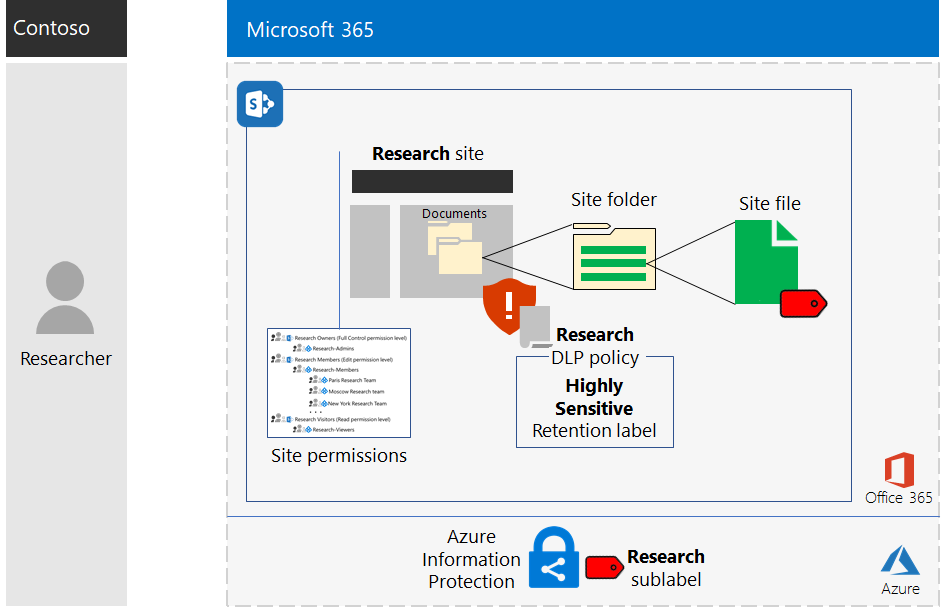 Contoso
Microsoft 365
S
Research site
Documents
Site folder
Site file
Researcher
Research Owners (Full Control permission level)
Research-Admins
Research Members (Edit permission level)
Research-Members
Paris Research Team
Moscow Research team
New York Research Team
. . .
Research Visitors (Read permission level)
Research-Viewers
Site permissions
!
Research
DLP policy
Highly
Sensitive
Retention label
Office 365
Azure
Information
Protection
Research
sublabel
Azure